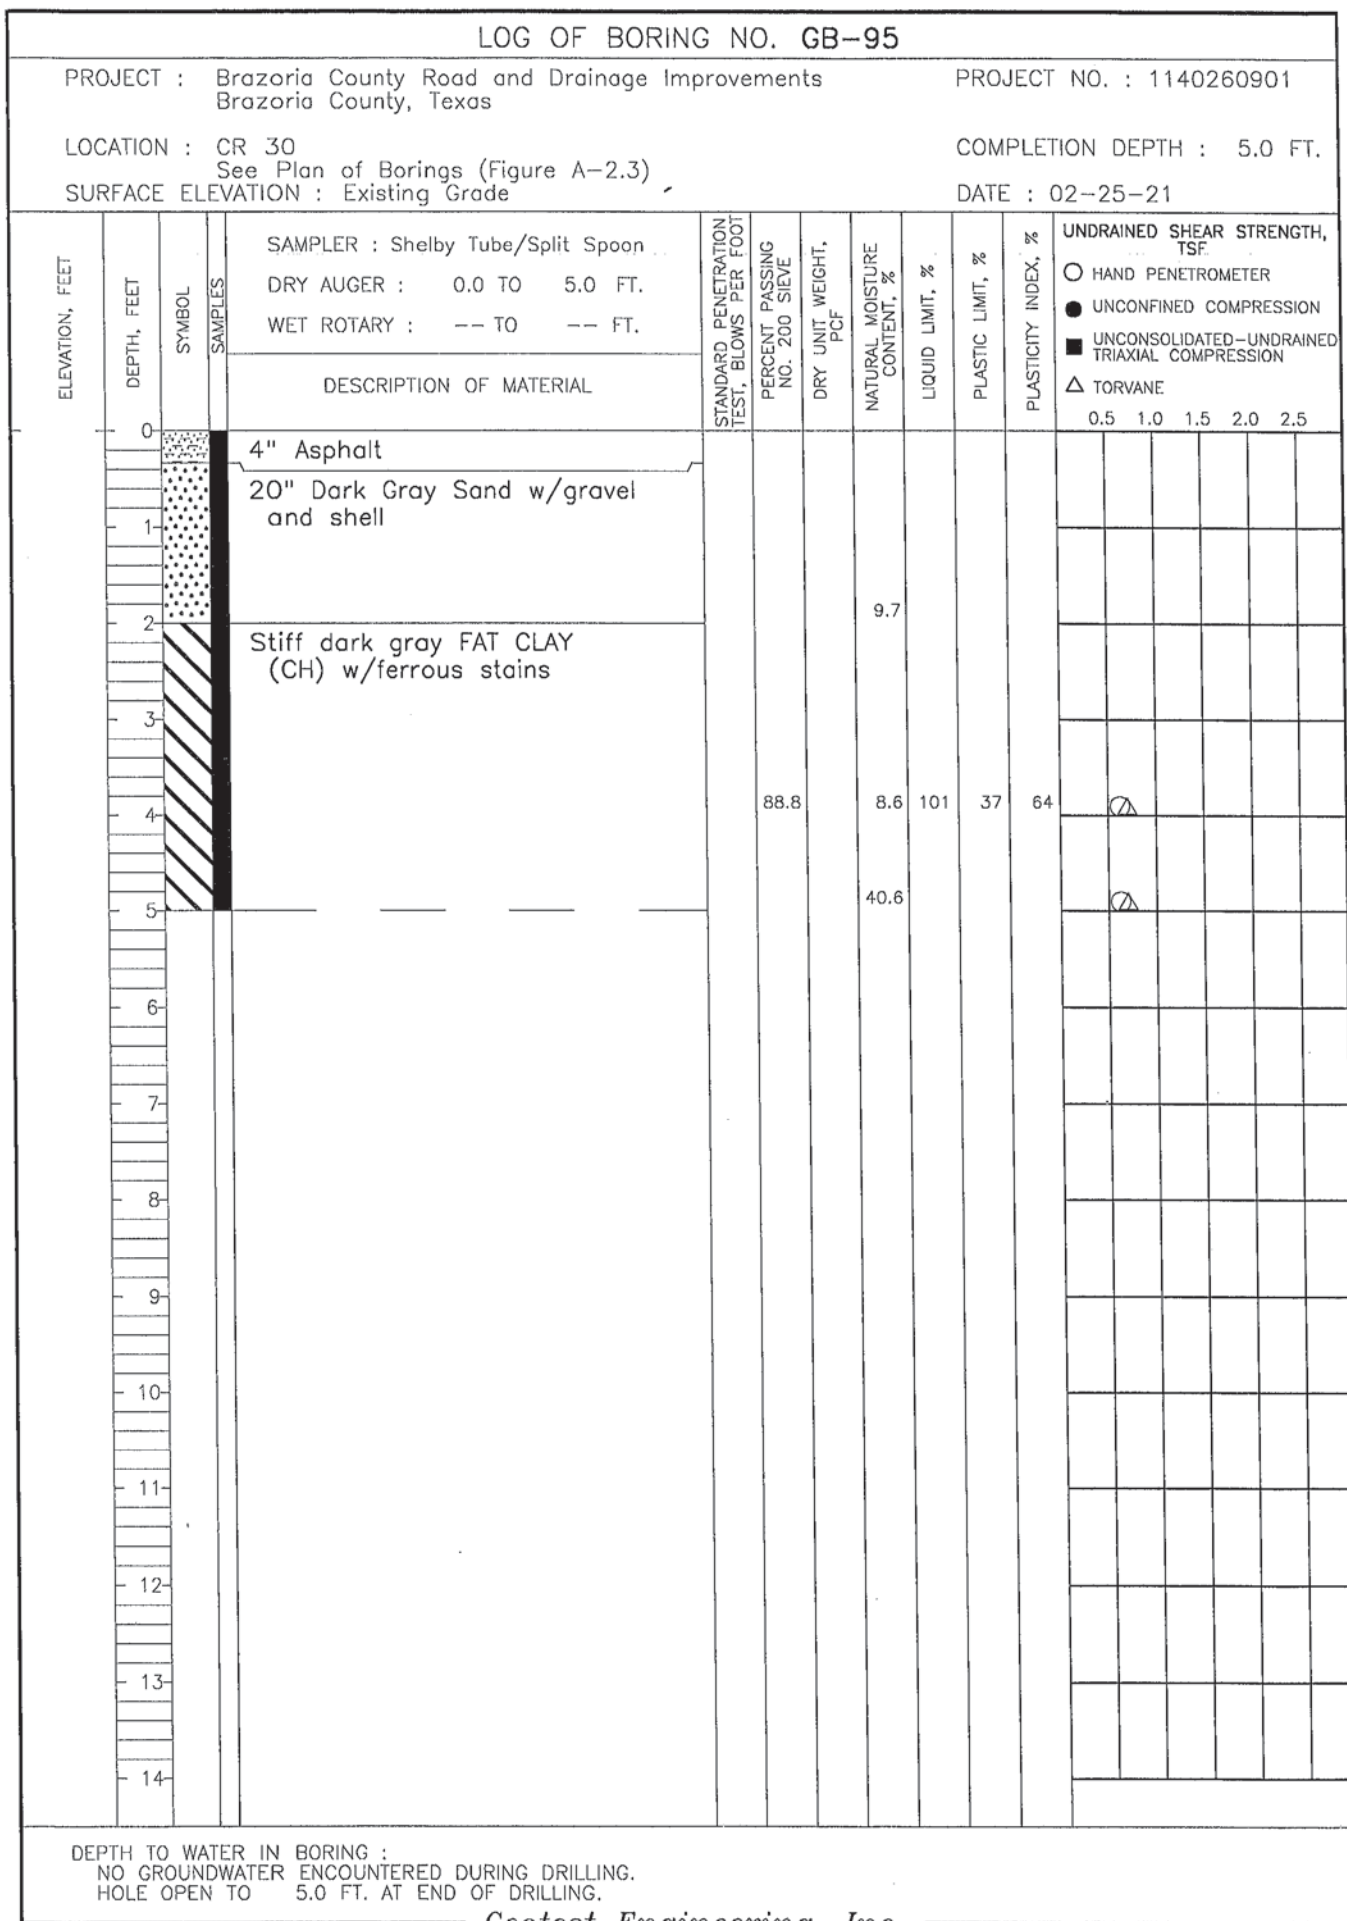 LOG OF BORING NO. GB-95
PROJECT : Brazoria County Road and Drainage Improvements
Brazoria County, Texas
PROJECT NO. : 1140260901
LOCATION : CR 30
See Plan of Borings (Figure A-2.3)
COMPLETION DEPTH : 5.0 FT.
SURFACE ELEVATION : Existing Grade
DATE : 02-25-21
ELEVATION, FEET
DEPTH, FEET
SYMBOL
SAMPLES
SAMPLER : Shelby Tube/Split Spoon
DRY AUGER : 0.0 TO 5.0 FT.
WET ROTARY : -- TO -- FT.
DESCRIPTION OF MATERIAL
STANDARD PENETRATION
TEST, BLOWS PER FOOT
PERCENT PASSING
NO. 200 SIEVE
DRY UNIT WEIGHT,
PCF
NATURAL MOISTURE
CONTENT, %
LIQUID LIMIT, %
PLASTIC LIMIT, %
PLASTICITY INDEX, %
UNDRAINED SHEAR STRENGTH,
TSF
HAND PENETROMETER
UNCONFINED COMPRESSION
UNCONSOLIDATED-UNDRAINED
TRIAXIAL COMPRESSION
TORVANE
0.5 1.0 1.5 2.0 2.5
0
4" Asphalt
20" Dark Gray Sand w/gravel
and shell
1
9.7
2
Stiff dark gray FAT CLAY
(CH) w/ferrous stains
3
88.8 8.6 101 37 64
4
40.6
5
6
7
8
9
10
11
12
13
14
DEPTH TO WATER IN BORING :
NO GROUNDWATER ENCOUNTERED DURING DRILLING.
HOLE OPEN TO 5.0 FT. AT END OF DRILLING.
Geotest Engineering, Inc.